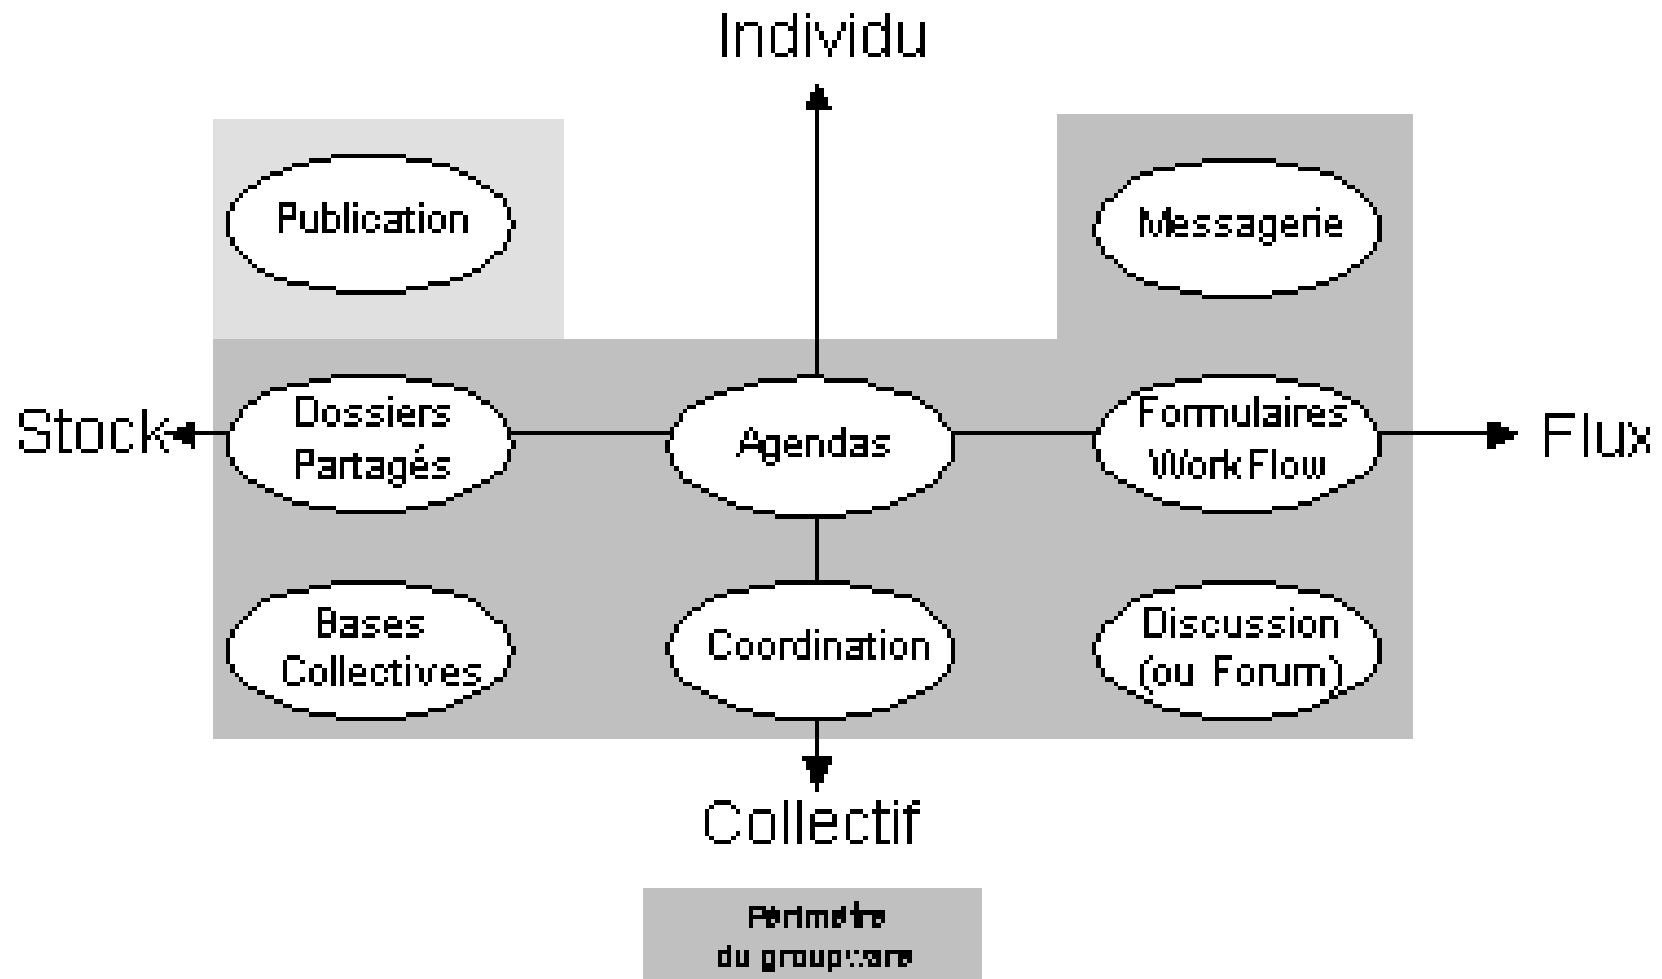 Individu
Publication
Messagerie
Stock
Dossiers
Partagés
Agendas
Formulaires
WorkFlow
Flux
Bases
Collectives
Coordination
Discussion
(ou Forum)
Collectif
Périmètre
du groupware